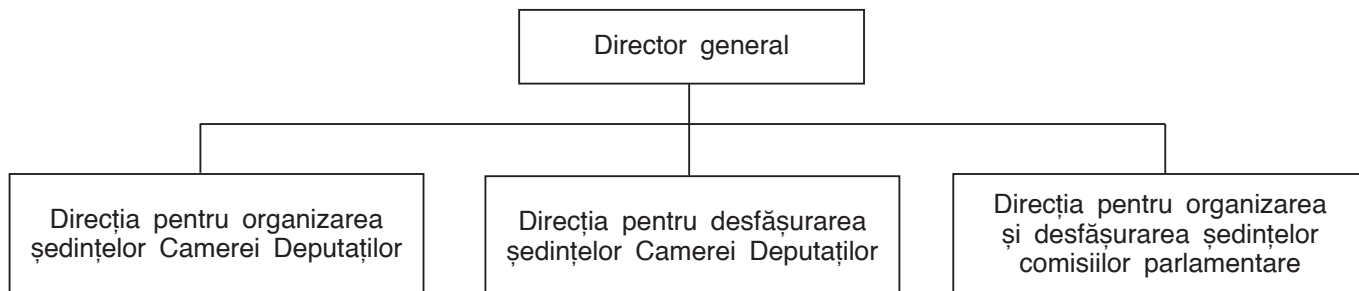 Director general
Direcția pentru organizarea
ședințelor Camerei Deputaților
Direcția pentru desfășurarea
ședințelor Camerei Deputaților
Direcția pentru organizarea
și desfășurarea ședințelor
comisiilor parlamentare